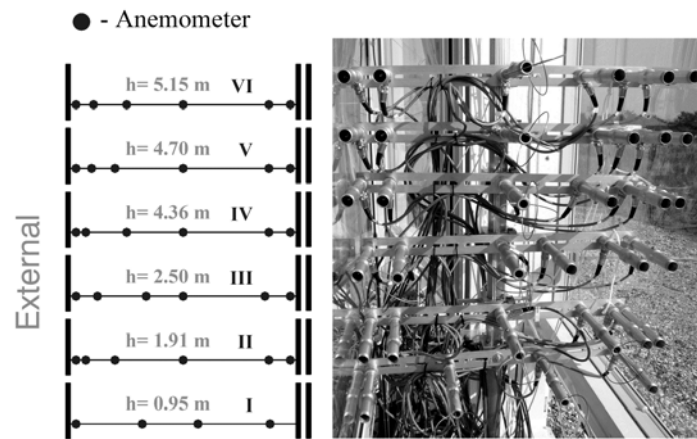 - Anemometer
h= 5.15 m VI
h= 4.70 m V
h= 4.36 m IV
h= 2.50 m III
h= 1.91 m II
h= 0.95 m I
External